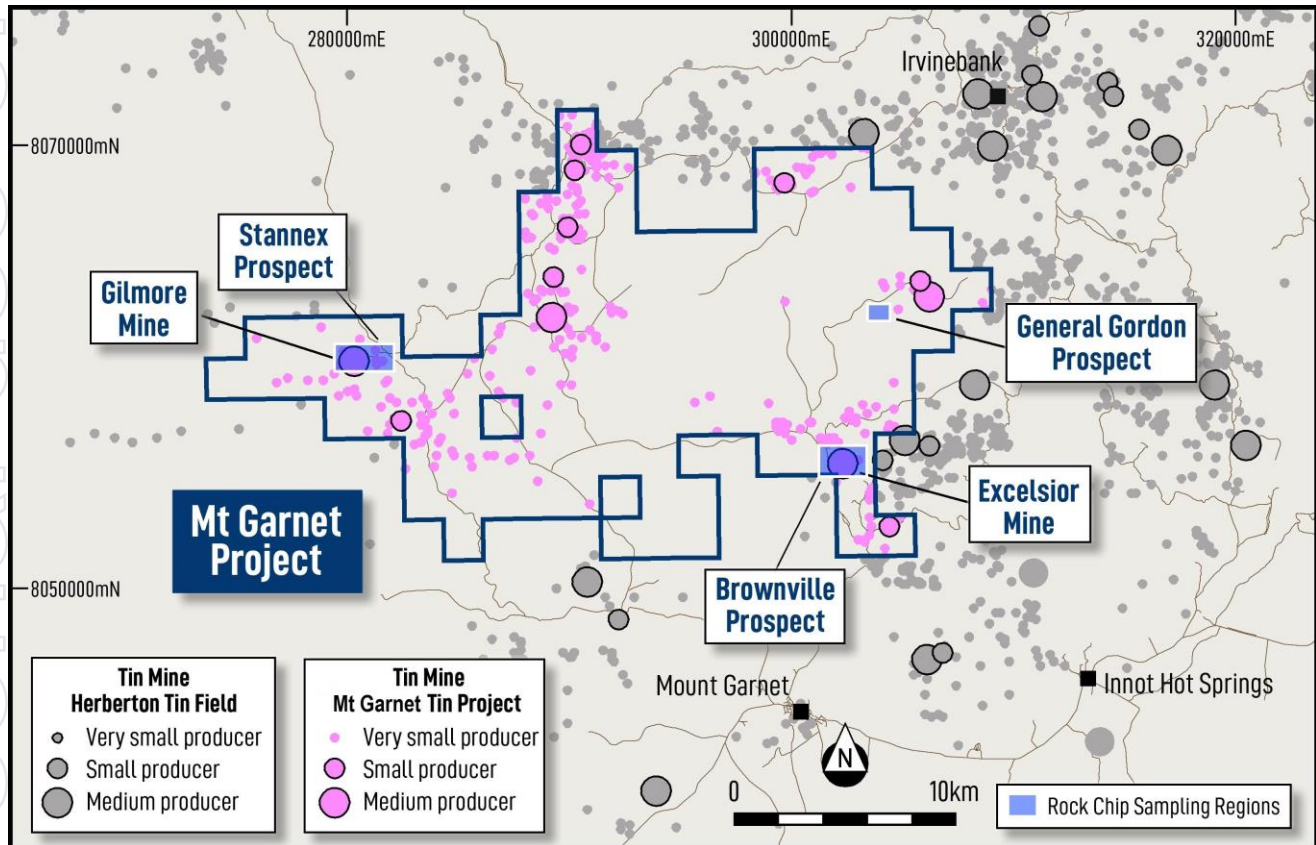 280000mE
300000mE
320000mE
Irvinebank
8070000mN
Stannex
Prospect
Gilmore
Mine
General Gordon
Prospect
Excelsior
Mine
Mt Garnet
Project
8050000mN
Brownville
Prospect
Mount Garnet
Innot Hot Springs
Tin Mine
Herberton Tin Field
Very small producer
Small producer
Medium producer
Tin Mine
Mt Garnet Tin Project
Very small producer
Small producer
Medium producer
N
0
10km
Rock Chip Sampling Regions